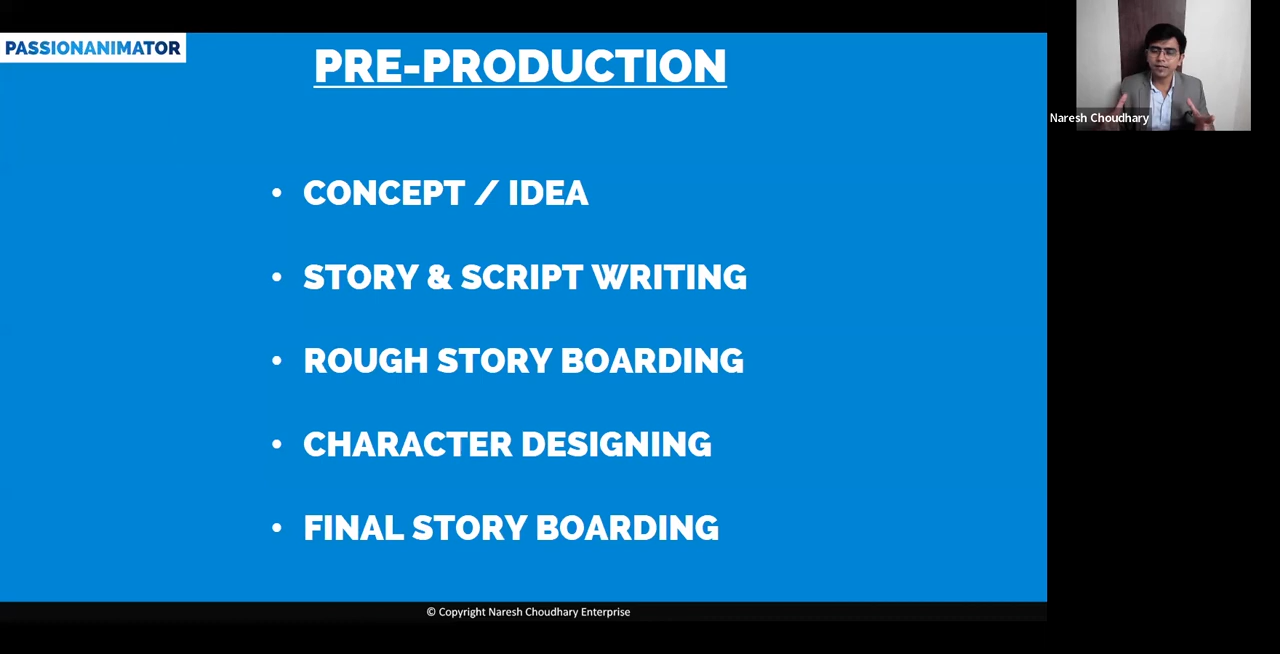 PASSIONANIMATOR
PRE-PRODUCTION
• CONCEPT / IDEA
• STORY & SCRIPT WRITING
• ROUGH STORY BOARDING
• CHARACTER DESIGNING
• FINAL STORY BOARDING
© Copyright Naresh Choudhary Enterprise
Naresh Choudhary